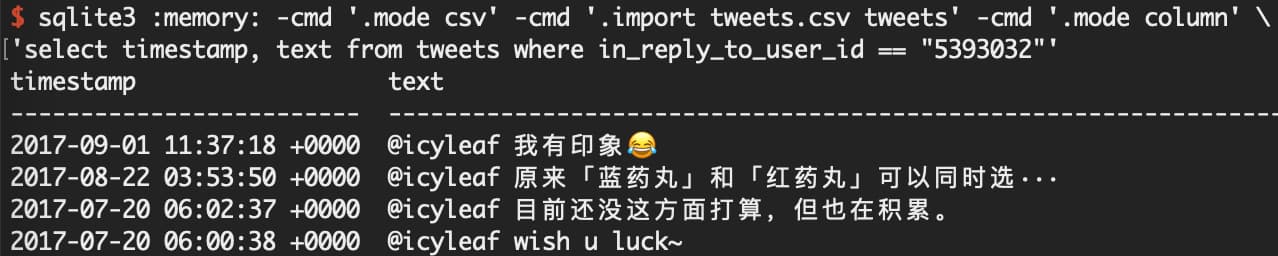 $ sqlite3 :memory: -cmd '.mode csv' -cmd '.import tweets.csv tweets' -cmd '.mode column' \
['select timestamp, text from tweets where in_reply_to_user_id == "5393032"'
timestamp                  text
-------------------------  ----------------------------------------------------------------
2017-09-01 11:37:18 +0000  @icyleaf 我有印象😂
2017-08-22 03:53:50 +0000  @icyleaf 原来「蓝药丸」和「红药丸」可以同时选···
2017-07-20 06:02:37 +0000  @icyleaf 目前还没这方面打算，但也在积累。
2017-07-20 06:00:38 +0000  @icyleaf wish u luck~